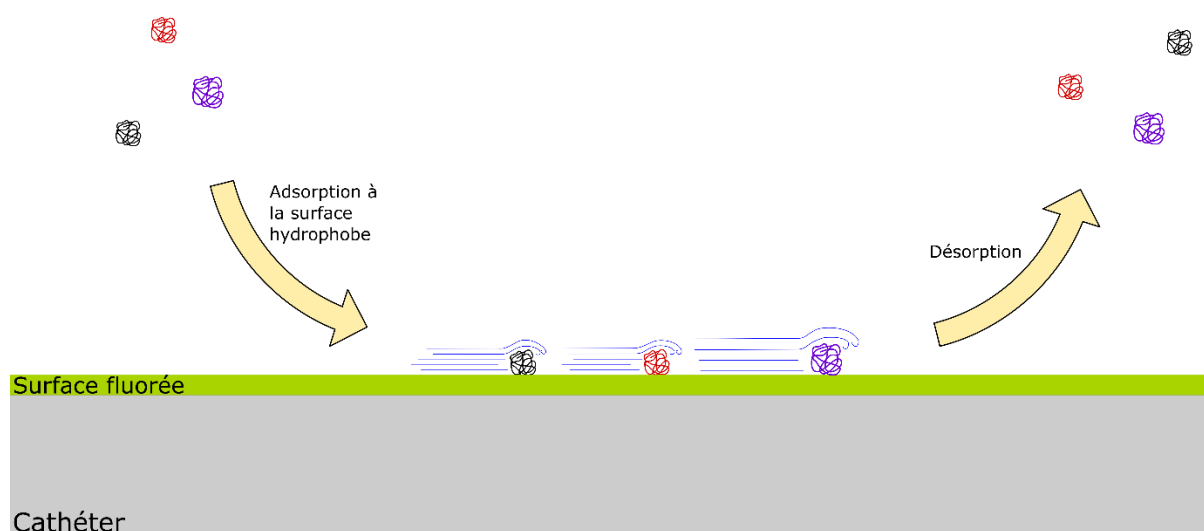 Adsorption à
la surface
hydrophobe
Désorption
Surface fluorée
Cathéter